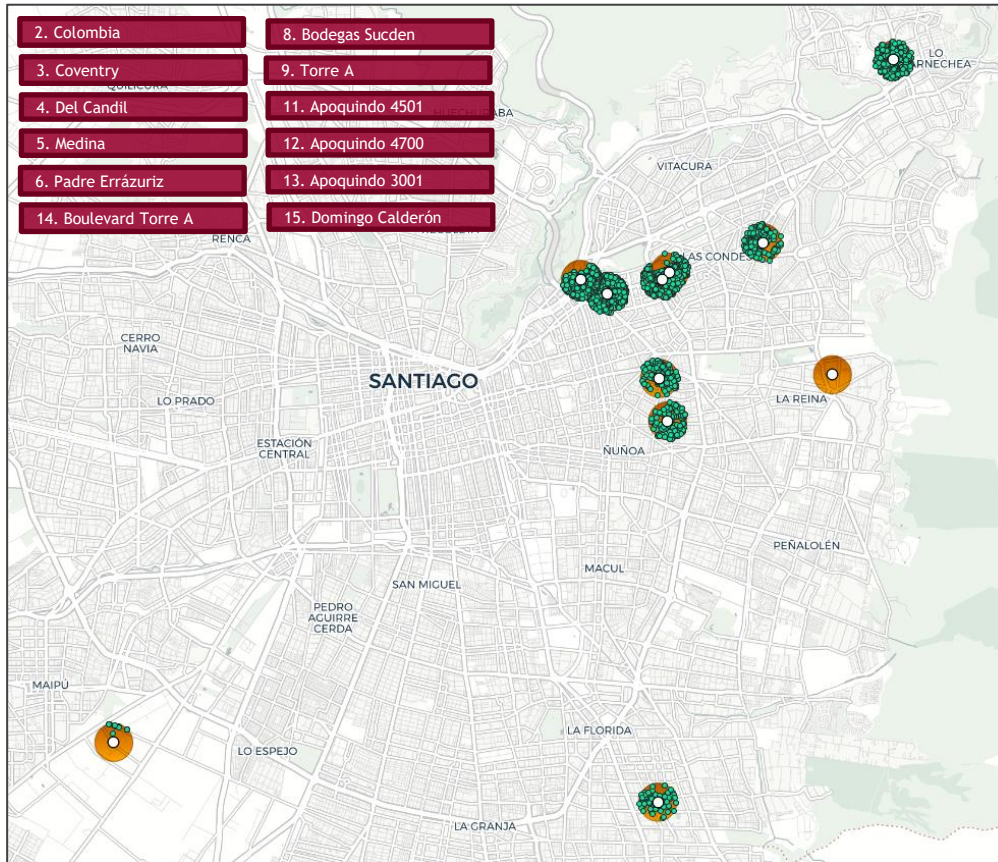 2. Colombia
3. Coventry
4. Del Candil
5. Medina
6. Padre Errázuriz
14. Boulevard Torre A
8. Bodegas Sucden
9. Torre A
11. Apoquindo 4501
12. Apoquindo 4700
13. Apoquindo 3001
15. Domingo Calderón
LO
ARNECHEA
QUILICURA
VITACURA
RENCA
LAS CONDE
CERRO
NAVIA
SANTIAGO
LO PRADO
LA REINA
ESTACIÓN
CENTRAL
ÑUÑOA
PEÑALOLÉN
MACUL
SAN MIGUEL
PEDRO
AGUIRRE
CERDA
MAIPÚ
LA FLORIDA
LO ESPEJO
LA GRANJA